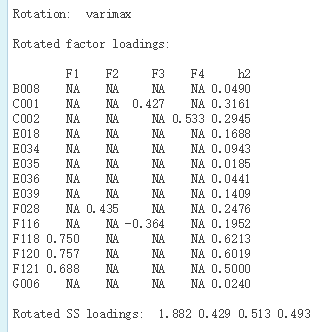 Rotation: varimax
Rotated factor loadings:
F1 F2 F3 F4 h2
B008 NA NA NA NA 0.0490
C001 NA NA 0.427 NA 0.3161
C002 NA NA NA 0.533 0.2945
E018 NA NA NA NA 0.1688
E034 NA NA NA NA 0.0943
E035 NA NA NA NA 0.0185
E036 NA NA NA NA 0.0441
E039 NA NA NA NA 0.1409
F028 NA 0.435 NA NA 0.2476
F116 NA NA -0.364 NA 0.1952
F118 0.750 NA NA NA 0.6213
F120 0.757 NA NA NA 0.6019
F121 0.688 NA NA NA 0.5000
G006 NA NA NA NA 0.0240
Rotated SS loadings: 1.882 0.429 0.513 0.493